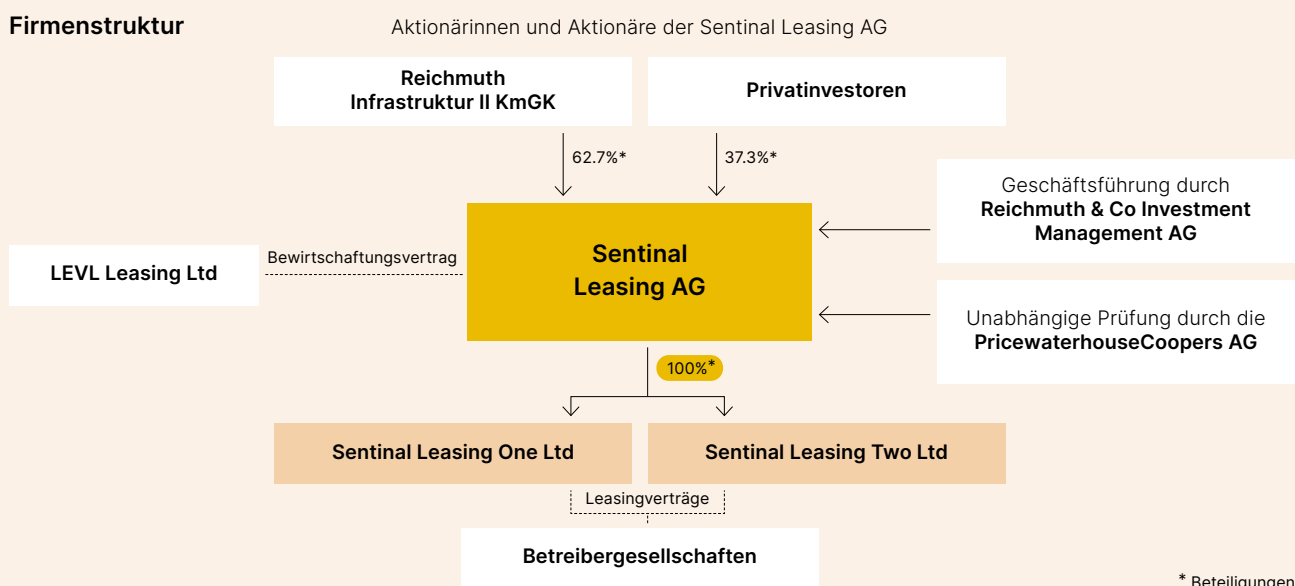 Firmenstruktur
Aktionärinnen und Aktionäre der Sentinal Leasing AG
Reichmuth
Infrastruktur II KmGK
Privatinvestoren
62.7%*
37.3%*
Geschäftsführung durch
Reichmuth & Co Investment
Management AG
Sentinal
Leasing AG
LEVL Leasing Ltd
Bewirtschaftungsvertrag
Unabhängige Prüfung durch die
PricewaterhouseCoopers AG
100%*
Sentinal Leasing One Ltd
Sentinal Leasing Two Ltd
Leasingverträge
Betreibergesellschaften
* Beteiligungen